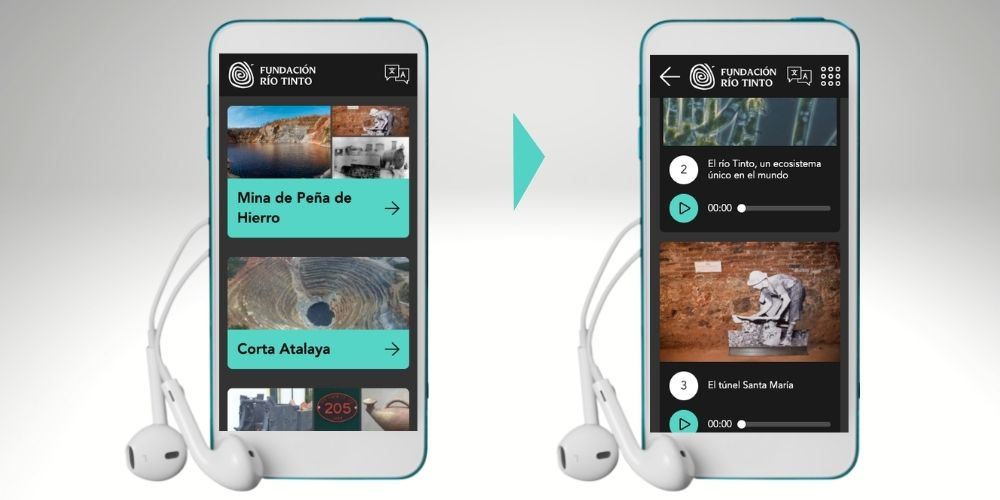 FUNDACIÓN
RÍO TINTO
Mina de Peña de
Hierro
Corta Atalaya
205
FUNDACIÓN
RÍO TINTO
2
El río Tinto, un ecosistema
único en el mundo
00:00
3
El túnel Santa María
00:00